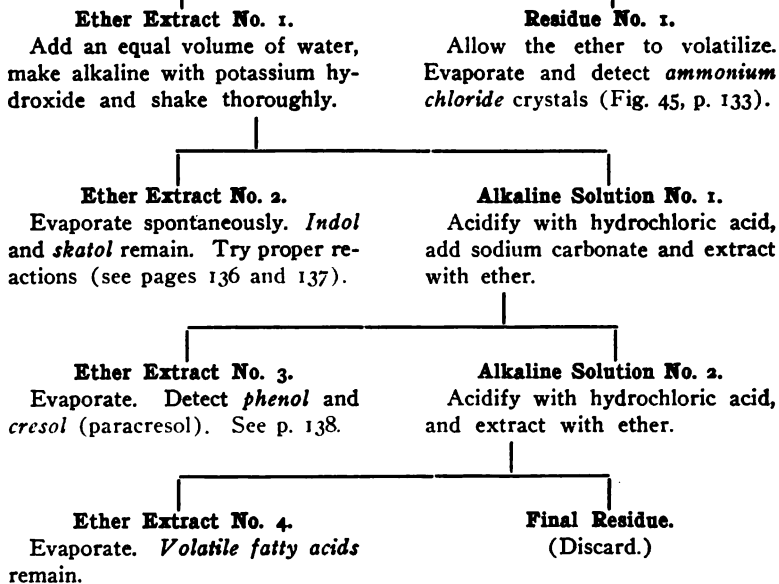 Ether Extract No. 1.
Add an equal volume of water,
make alkaline with potassium hy-
droxide and shake thoroughly.
Residue No. 1.
Allow the ether to volatilize.
Evaporate and detect ammonium
chloride crystals (Fig. 45, p. 133).
Ether Extract No. 2.
Evaporate spontaneously. Indol
and skatol remain. Try proper re-
actions (see pages 136 and 137).
Alkaline Solution No. 1.
Acidify with hydrochloric acid,
add sodium carbonate and extract
with ether.
Ether Extract No. 3.
Evaporate. Detect phenol and
cresol (paracresol). See p. 138.
Alkaline Solution No. 2.
Acidify with hydrochloric acid,
and extract with ether.
Ether Extract No. 4.
Evaporate. Volatile fatty acids
remain.
Final Residue.
(Discard.)